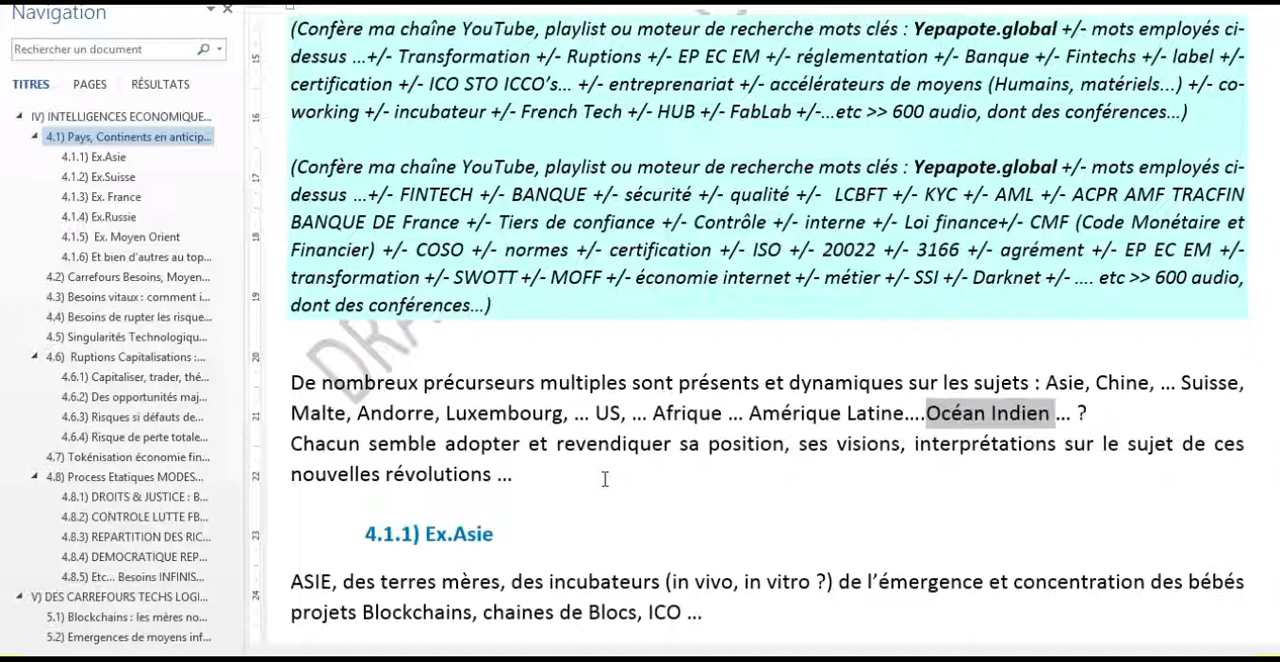 Navigation
Rechercher un document
TITRES PAGES RÉSULTATS
IV) INTELLIGENCES ECONOMIQUE...
4.1) Pays, Continents en anticip...
4.1.1) Ex.Asie
4.1.2) Ex.Suisse
4.1.3) Ex. France
4.1.4) Ex.Russie
4.1.5) Ex. Moyen Orient
4.1.6) Et bien d'autres au top...
4.2) Carrefours Besoins, Moyen...
4.3) Besoins vitaux : comment i...
4.4) Besoins de rupter les risque...
4.5) Singularités Technologiqu...
4.6) Ruptions Capitalisations :...
4.6.1) Capitaliser, trader, thé...
4.6.2) Des opportunités maj...
4.6.3) Risques si défauts de...
4.6.4) Risque de perte totale...
4.7) Tokénisation économie fin...
4.8) Process Etatiques MODES...
4.8.1) DROITS & JUSTICE : B...
4.8.2) CONTROLE LUTTE FB...
4.8.3) REPARTITION DES RIC...
4.8.4) DEMOCRATIQUE REP...
4.8.5) Etc... Besoins INFINIS...
V) DES CARREFOURS TECHS LOGI...
5.1) Blockchains : les mères no...
5.2) Emergences de moyens inf...
15
16
17
18
19
20
21
22
23
24
(Confère ma chaîne YouTube, playlist ou moteur de recherche mots clés : Yepapote.global +/- mots employés ci-
dessus ...+/- Transformation +/- Ruptions +/- EP EC EM +/- réglementation +/- Banque +/- Fintechs +/- label +/-
certification +/- ICO STO ICCO's... +/- entreprenariat +/- accélérateurs de moyens (Humains, matériels...) +/- co-
working +/- incubateur +/- French Tech +/- HUB +/- FabLab +/-...etc >> 600 audio, dont des conférences...)
(Confère ma chaîne YouTube, playlist ou moteur de recherche mots clés : Yepapote.global +/- mots employés ci-
dessus ...+/- FINTECH +/- BANQUE +/- sécurité +/- qualité +/- LCBFT +/- KYC +/- AML +/- ACPR AMF TRACFIN
BANQUE DE France +/- Tiers de confiance +/- Contrôle +/- interne +/- Loi finance+/- CMF (Code Monétaire et
Financier) +/- COSO +/- normes +/- certification +/- ISO +/- 20022 +/- 3166 +/- agrément +/- EP EC EM +/-
transformation +/- SWOTT +/- MOFF +/- économie internet +/- métier +/- SSI +/- Darknet +/- .... etc >> 600 audio,
dont des conférences...)
De nombreux précurseurs multiples sont présents et dynamiques sur les sujets : Asie, Chine, ... Suisse,
Malte, Andorre, Luxembourg, ... US, ... Afrique ... Amérique Latine....Océan Indien ... ?
Chacun semble adopter et revendiquer sa position, ses visions, interprétations sur le sujet de ces
nouvelles révolutions ...
4.1.1) Ex.Asie
ASIE, des terres mères, des incubateurs (in vivo, in vitro ?) de l'émergence et concentration des bébés
projets Blockchains, chaines de Blocs, ICO ...